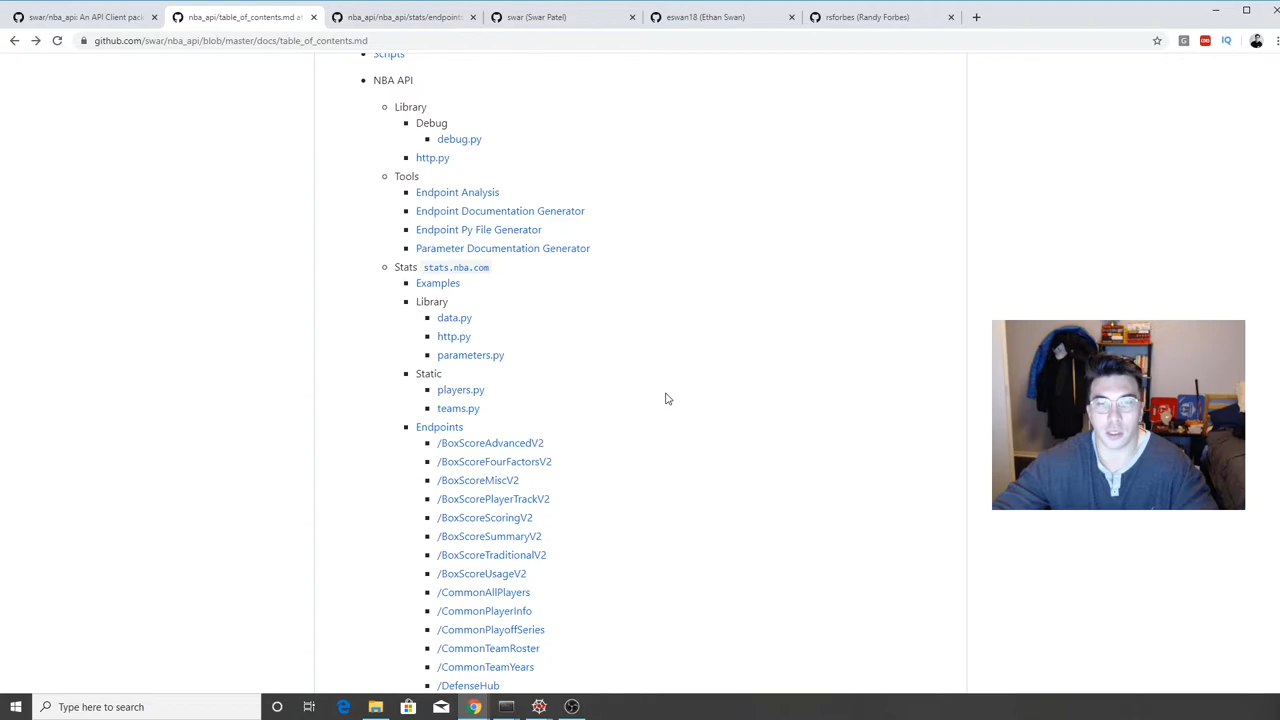 swar/nba_api: An API Client pack
nba_api/table_of_contents.md at
nba_api/nba_api/stats/endpoints
swar (Swar Patel)
eswan18 (Ethan Swan)
rsforbes (Randy Forbes)
github.com/swar/nba_api/blob/master/docs/table_of_contents.md
Scripts
NBA API
Library
Debug
debug.py
http.py
Tools
Endpoint Analysis
Endpoint Documentation Generator
Endpoint Py File Generator
Parameter Documentation Generator
Stats stats.nba.com
Examples
Library
data.py
http.py
parameters.py
Static
players.py
teams.py
Endpoints
/BoxScoreAdvancedV2
/BoxScoreFourFactorsV2
/BoxScoreMiscV2
/BoxScorePlayerTrackV2
/BoxScoreScoringV2
/BoxScoreSummaryV2
/BoxScoreTraditionalV2
/BoxScoreUsageV2
/CommonAllPlayers
/CommonPlayerInfo
/CommonPlayoffSeries
/CommonTeamRoster
/CommonTeamYears
/DefenseHub
Type here to search